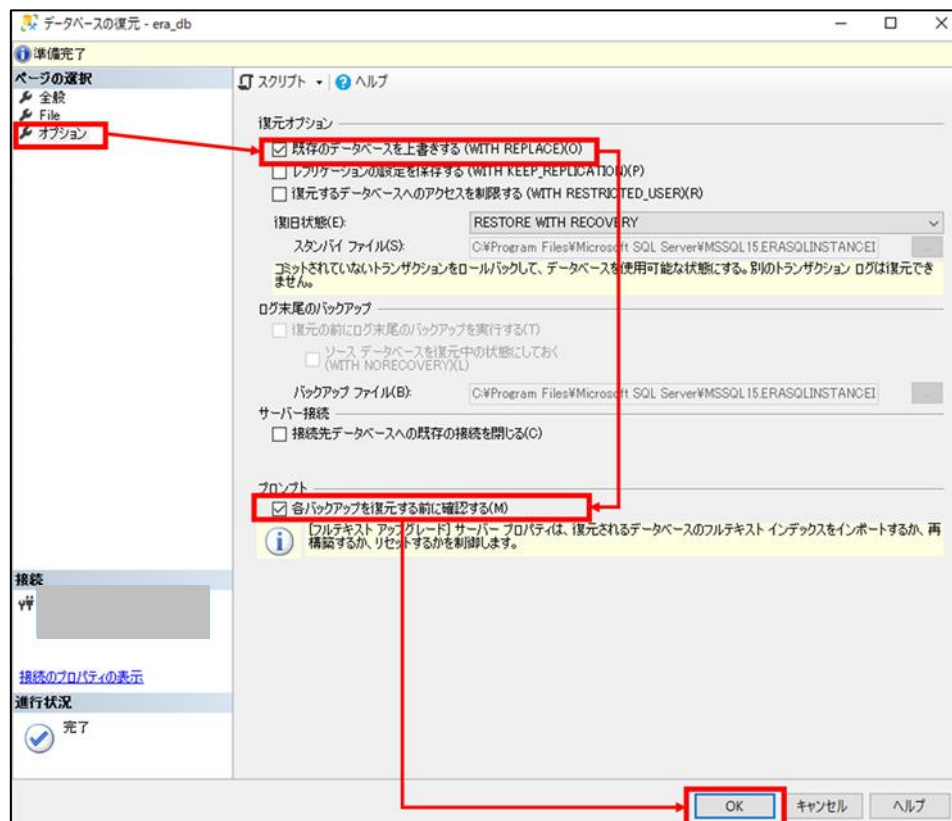 データベースの復元 - era_db
準備完了
ページの選択
全般
File
オプション
スクリプト
ヘルプ
復元オプション
既存のデータベースを上書きする (WITH REPLACE)(O)
レプリケーションの設定を保存する (WITH KEEP_REPLICATION)(P)
復元するデータベースへのアクセスを制限する (WITH RESTRICTED_USER)(R)
復旧状態(E):
RESTORE WITH RECOVERY
スタンバイ ファイル(S):
C:¥Program Files¥Microsoft SQL Server¥MSSQL15.ERASQLINSTANCE¥
コミットされていないトランザクションをロールバックして、データベースを使用可能な状態にする。別のトランザクション ログは復元で
きません。
ログ末尾のバックアップ
復元の前にログ末尾のバックアップを実行する(T)
ソース データベースを復元中の状態にしておく
(WITH NORECOVERY)(L)
バックアップ ファイル(B):
C:¥Program Files¥Microsoft SQL Server¥MSSQL15.ERASQLINSTANCE¥
サーバー接続
接続先データベースへの既存の接続を閉じる(C)
プロンプト
各バックアップを復元する前に確認する(M)
[フルテキスト アップグレード] サーバー プロパティは、復元されるデータベースのフルテキスト インデックスをインポートするか、再
構築するか、リセットするかを制御します。
接続
接続のプロパティの表示
進行状況
完了
OK
キャンセル
ヘルプ